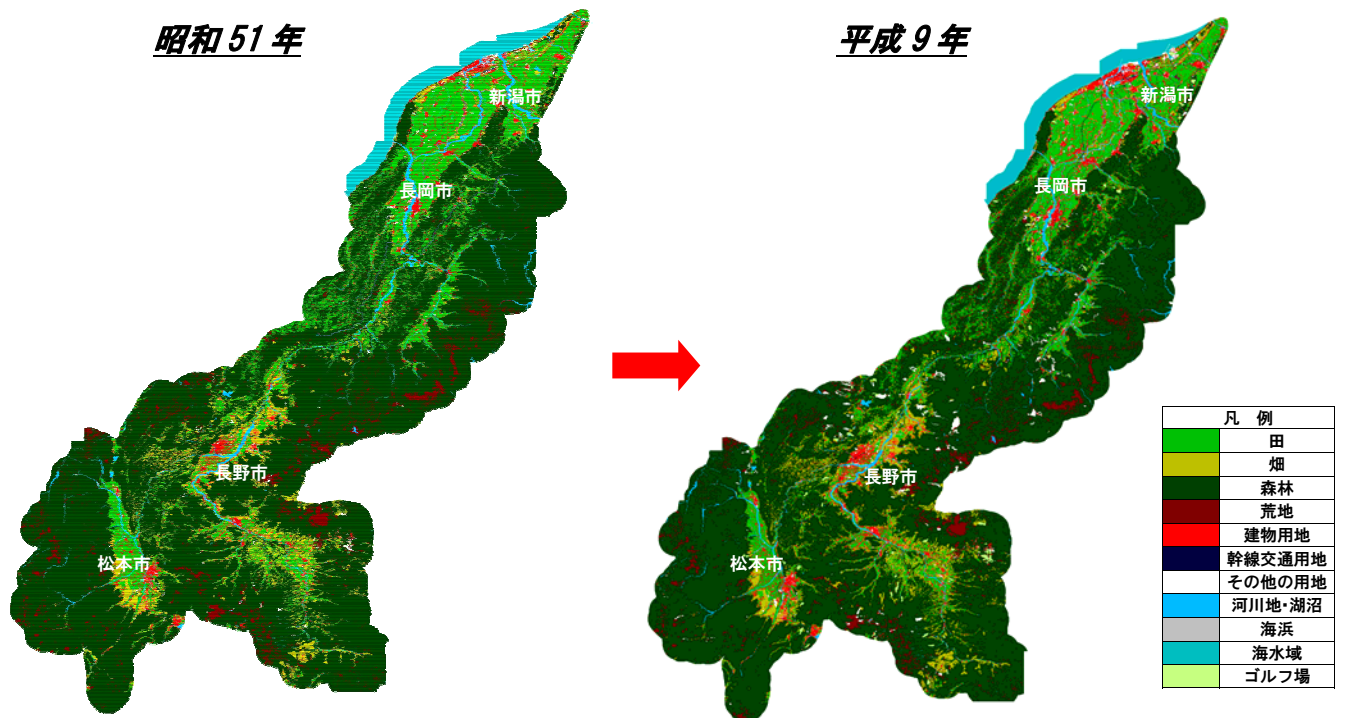 昭和 51 年
平成 9 年
新潟市
長岡市
長野市
松本市
新潟市
長岡市
長野市
松本市
凡 例
田
畑
森林
荒地
建物用地
幹線交通用地
その他の用地
河川地・湖沼
海浜
海水域
ゴルフ場